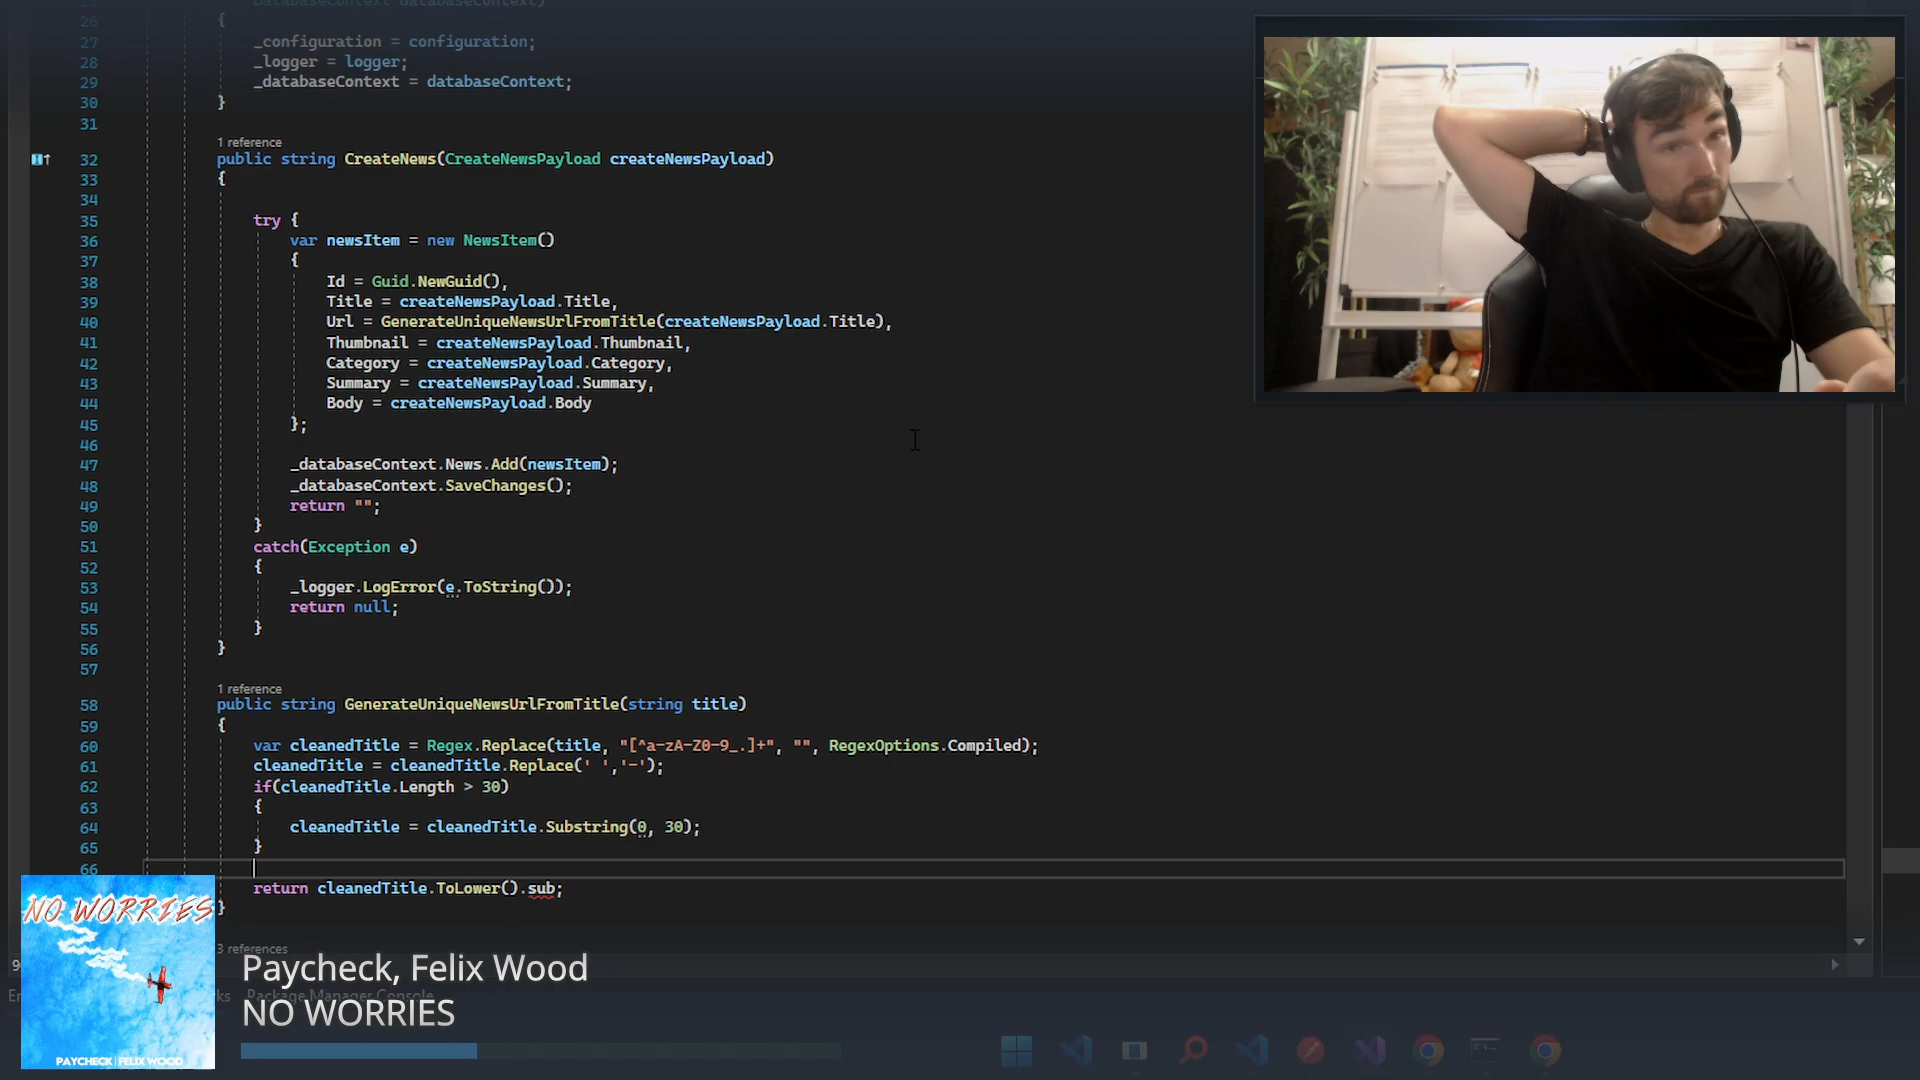 26 {
27 _configuration = configuration;
28 _logger = logger;
29 _databaseContext = databaseContext;
30 }
31
1 reference
32 public string CreateNews(CreateNewsPayload createNewsPayload)
33 {
34
35 try {
36 var newsItem = new NewsItem()
37 {
38 Id = Guid.NewGuid(),
39 Title = createNewsPayload.Title,
40 Url = GenerateUniqueNewsUrlFromTitle(createNewsPayload.Title),
41 Thumbnail = createNewsPayload.Thumbnail,
42 Category = createNewsPayload.Category,
43 Summary = createNewsPayload.Summary,
44 Body = createNewsPayload.Body
45 };
46
47 _databaseContext.News.Add(newsItem);
48 _databaseContext.SaveChanges();
49 return "";
50 }
51 catch(Exception e)
52 {
53 _logger.LogError(e.ToString());
54 return null;
55 }
56 }
57
1 reference
58 public string GenerateUniqueNewsUrlFromTitle(string title)
59 {
60 var cleanedTitle = Regex.Replace(title, "[^a-zA-Z0-9_.]+", "", RegexOptions.Compiled);
61 cleanedTitle = cleanedTitle.Replace(' ','-');
62 if(cleanedTitle.Length > 30)
63 {
64 cleanedTitle = cleanedTitle.Substring(0, 30);
65 }
66
return cleanedTitle.ToLower().sub;
}
3 references
Package Manager Console
NO WORRIES
PAYCHECK | FELIX WOOD
Paycheck, Felix Wood
NO WORRIES